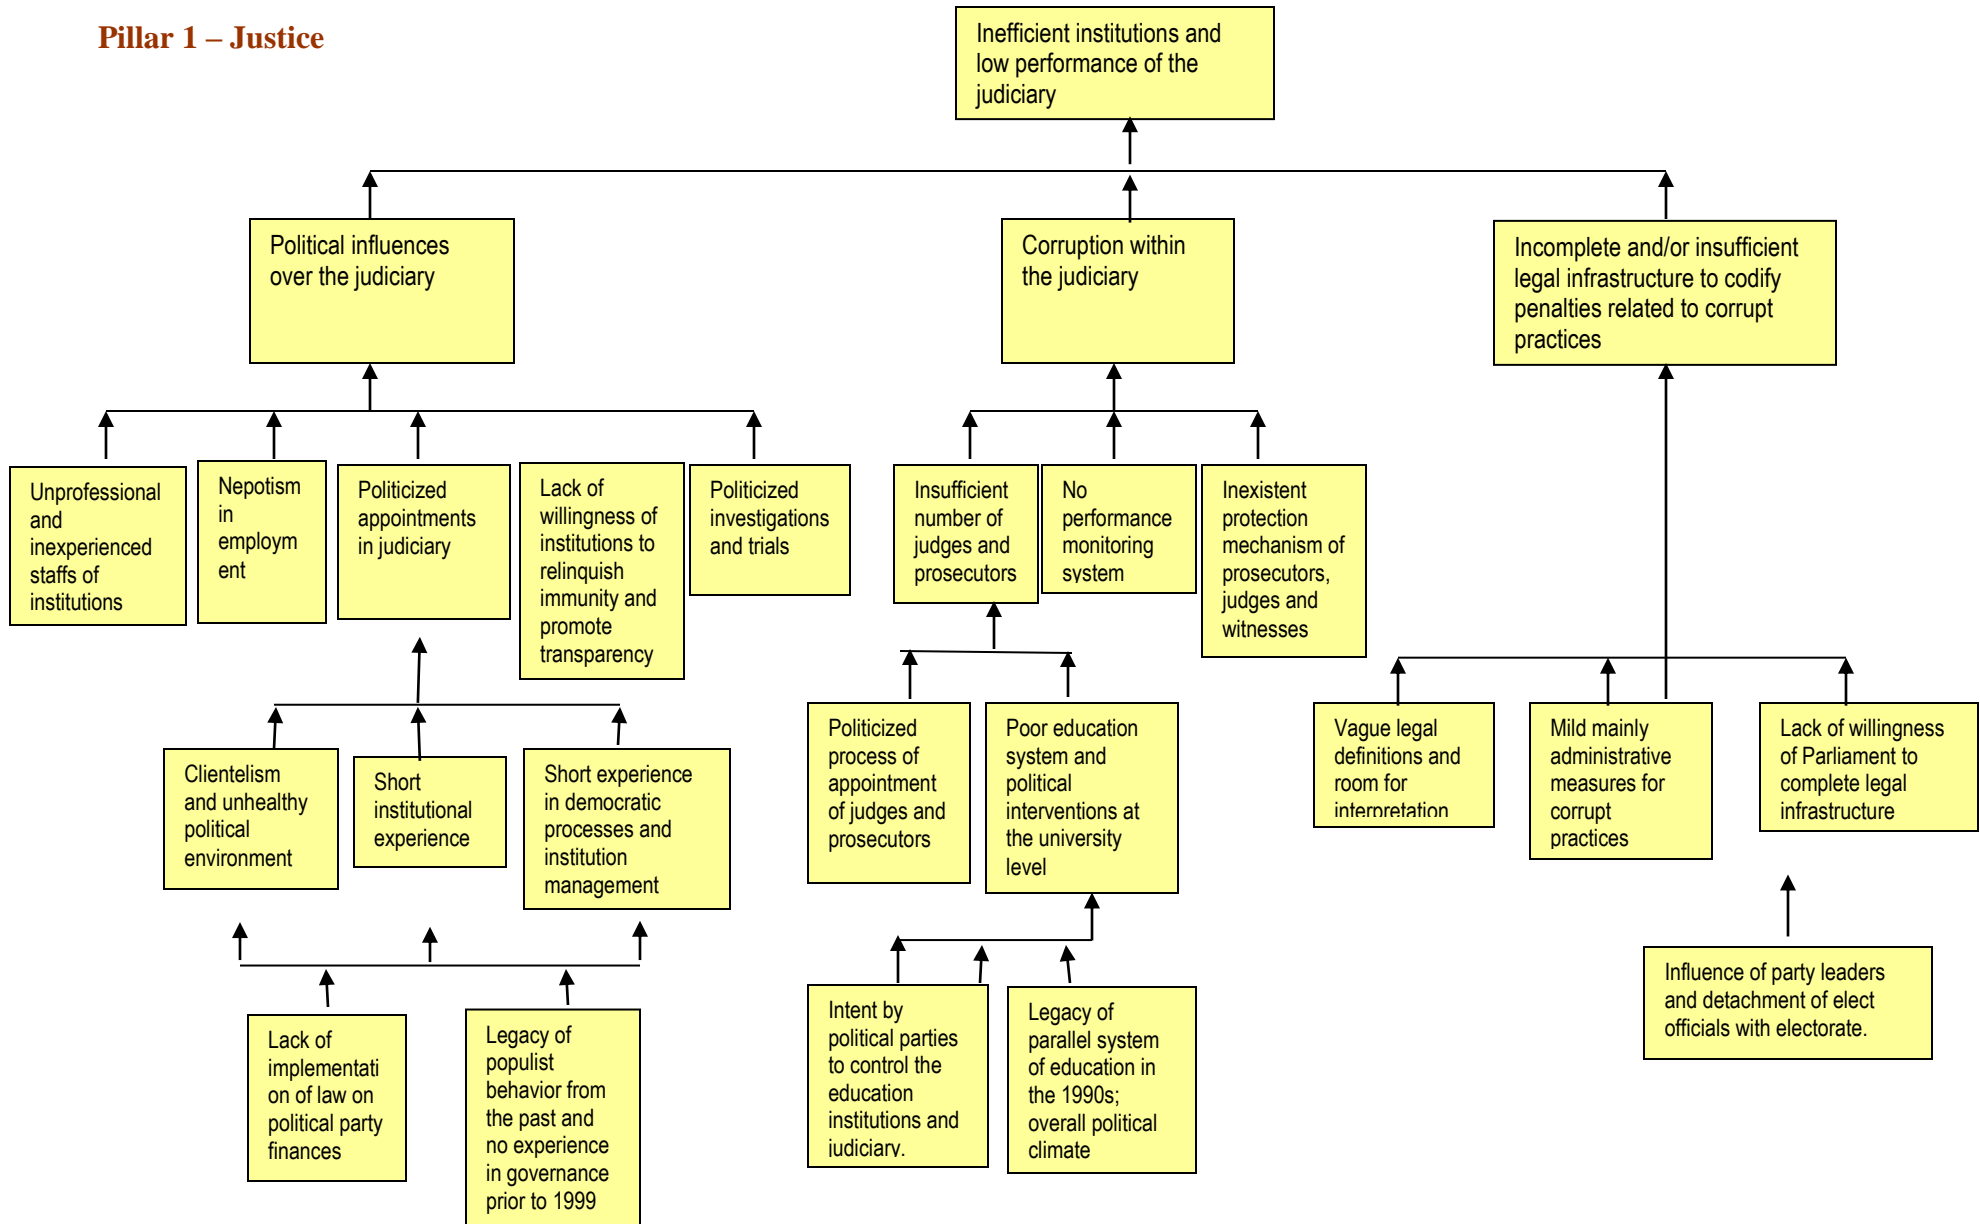 Pillar 1 – Justice
Inefficient institutions and
low performance of the
judiciary
Political influences
over the judiciary
Corruption within
the judiciary
Incomplete and/or insufficient
legal infrastructure to codify
penalties related to corrupt
practices
Unprofessional
and
inexperienced
staffs of
institutions
Nepotism
in
employm
ent
Politicized
appointments
in judiciary
Lack of
willingness of
institutions to
relinquish
immunity and
promote
transparency
Politicized
investigations
and trials
Insufficient
number of
judges and
prosecutors
No
performance
monitoring
system
Inexistent
protection
mechanism of
prosecutors,
judges and
witnesses
Clientelism
and unhealthy
political
environment
Short
institutional
experience
Short experience
in democratic
processes and
institution
management
Politicized
process of
appointment
of judges and
prosecutors
Poor education
system and
political
interventions at
the university
level
Vague legal
definitions and
room for
interpretation
Mild mainly
administrative
measures for
corrupt
practices
Lack of willingness
of Parliament to
complete legal
infrastructure
Lack of
implementati
on of law on
political party
finances
Legacy of
populist
behavior from
the past and
no experience
in governance
prior to 1999
Intent by
political parties
to control the
education
institutions and
judiciary.
Legacy of
parallel system
of education in
the 1990s;
overall political
climate
Influence of party leaders
and detachment of elect
officials with electorate.